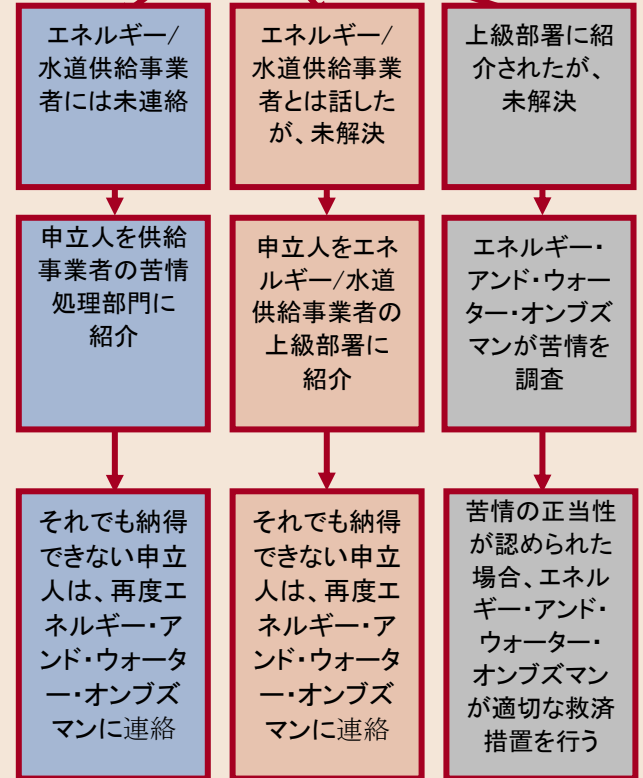 エネルギー/
水道供給事業
者には未連絡
エネルギー/
水道供給事業
者とは話した
が、未解決
上級部署に紹
介されたが、
未解決
申立人を供給
事業者の苦情
処理部門に
紹介
申立人をエネ
ルギー/水道
供給事業者の
上級部署に
紹介
エネルギー・
アンド・ウォー
ター・オンブズ
マンが苦情を
調査
それでも納得
できない申立
人は、再度エ
ネルギー・ア
ンド・ウォータ
ー・オンブズ
マンに連絡
それでも納得
できない申立
人は、再度エ
ネルギー・ア
ンド・ウォータ
ー・オンブズ
マンに連絡
苦情の正当性
が認められた
場合、エネル
ギー・アンド・
ウォーター・
オンブズマン
が適切な救済
措置を行う